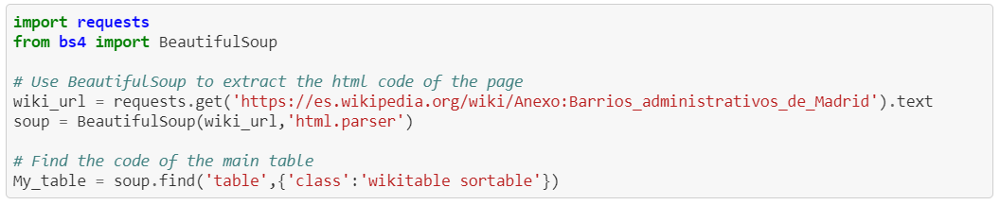 import requests
from bs4 import BeautifulSoup
# Use BeautifulSoup to extract the html code of the page
wiki_url = requests.get('https://es.wikipedia.org/wiki/Anexo:Barrios_administrativos_de_Madrid').text
soup = BeautifulSoup(wiki_url,'html.parser')
# Find the code of the main table
My_table = soup.find('table',{'class':'wikitable sortable'})